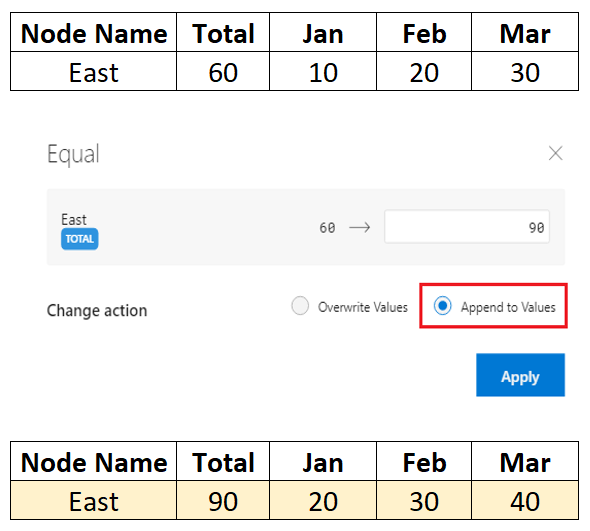 Node Name Total Jan Feb Mar
East 60 10 20 30
Equal
East
TOTAL
60 → 90
Change action Overwrite Values Append to Values
Apply
Node Name Total Jan Feb Mar
East 90 20 30 40